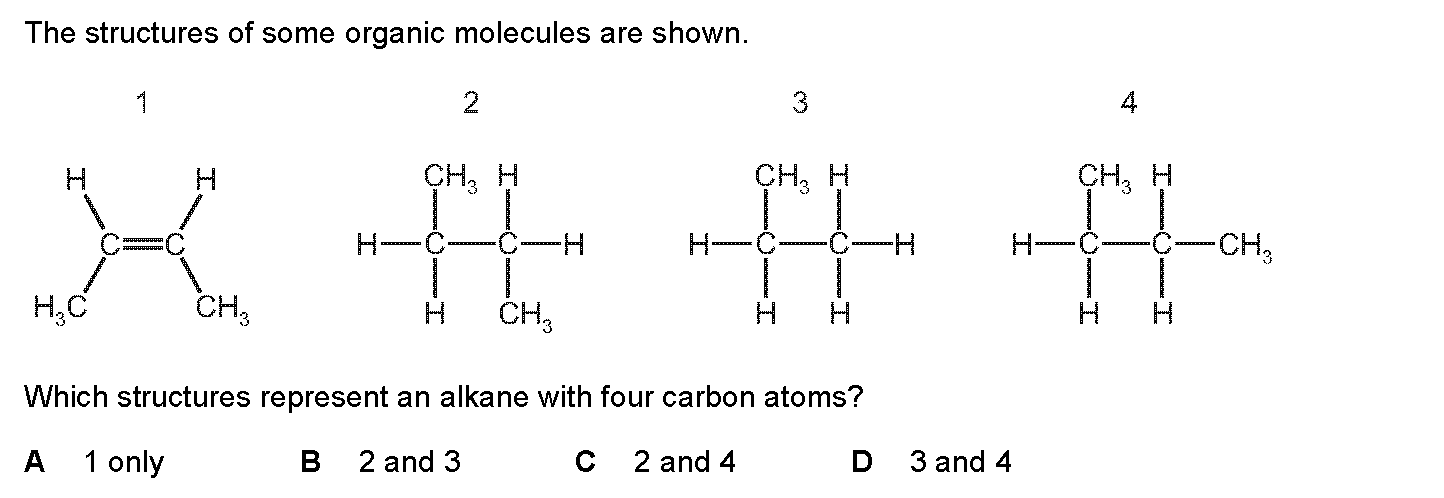 The structures of some organic molecules are shown.
1 2 3 4
H H CH₃ H CH₃ H CH₃ H
C C H C C H H C C H H C C CH₃
H₃C CH₃ H CH₃ H H H H
Which structures represent an alkane with four carbon atoms?
A 1 only B 2 and 3 C 2 and 4 D 3 and 4